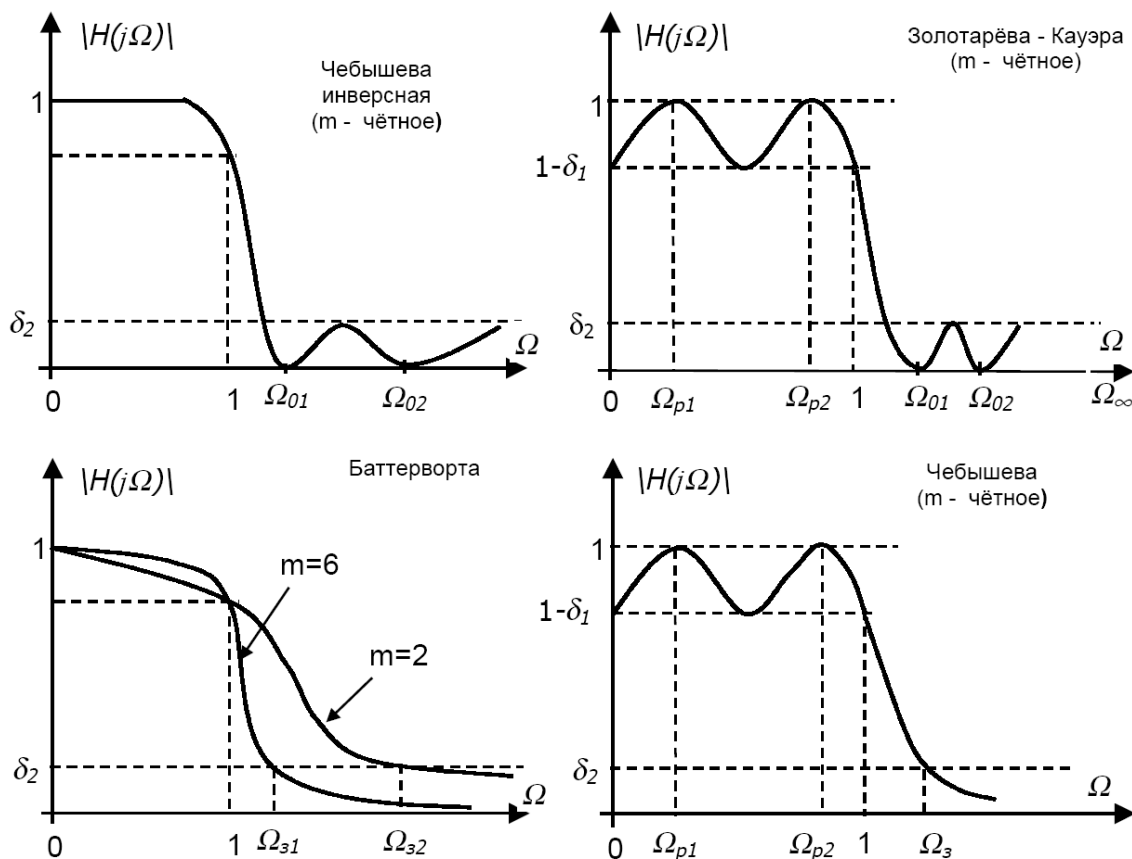 \H(jΩ)\
Чебышева
инверсная
(m - чётное)
1
δ2
Ω
0
1
Ω01
Ω02
\H(jΩ)\
Золотарёва - Кауэра
(m - чётное)
1
1-δ1
δ2
Ω
0
Ωp1
Ωp2
1
Ω01
Ω02
Ω∞
\H(jΩ)\
Баттерворта
1
m=6
m=2
δ2
Ω
0
1
Ωз1
Ωз2
\H(jΩ)\
Чебышева
(m - чётное)
1
1-δ1
δ2
Ω
0
Ωp1
Ωp2
1
Ωз